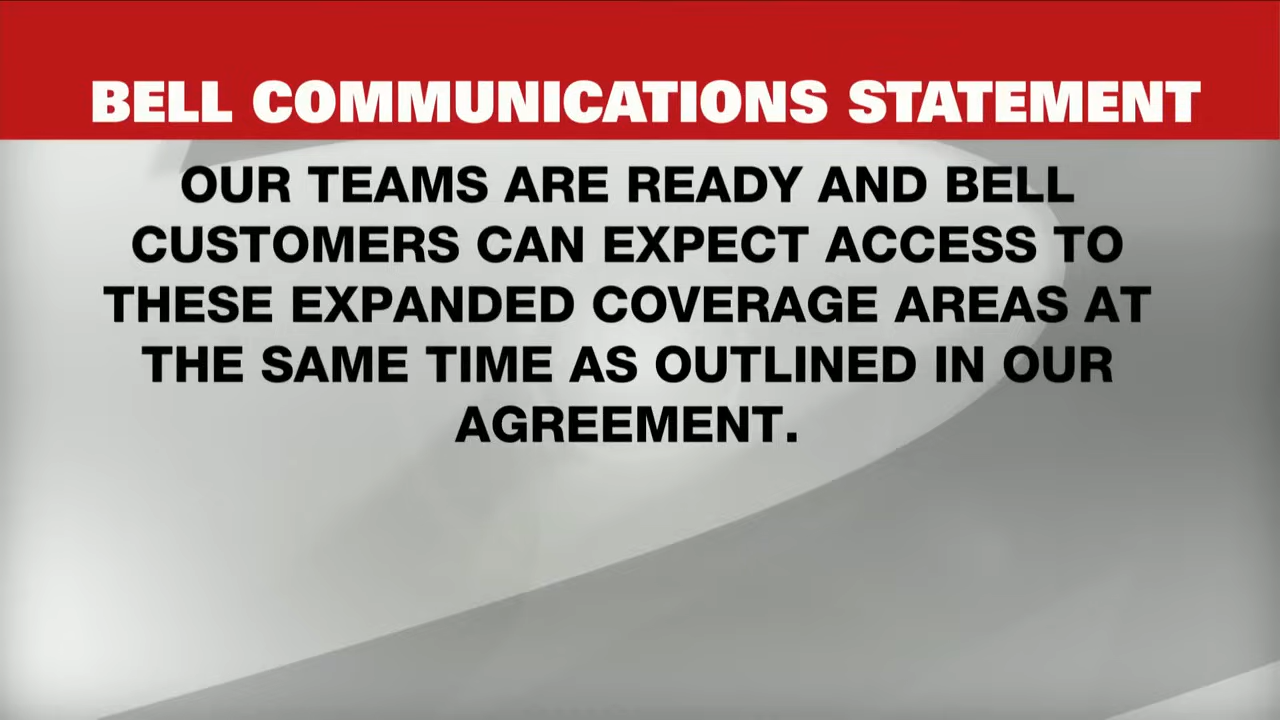 BELL COMMUNICATIONS STATEMENT
OUR TEAMS ARE READY AND BELL
CUSTOMERS CAN EXPECT ACCESS TO
THESE EXPANDED COVERAGE AREAS AT
THE SAME TIME AS OUTLINED IN OUR
AGREEMENT.